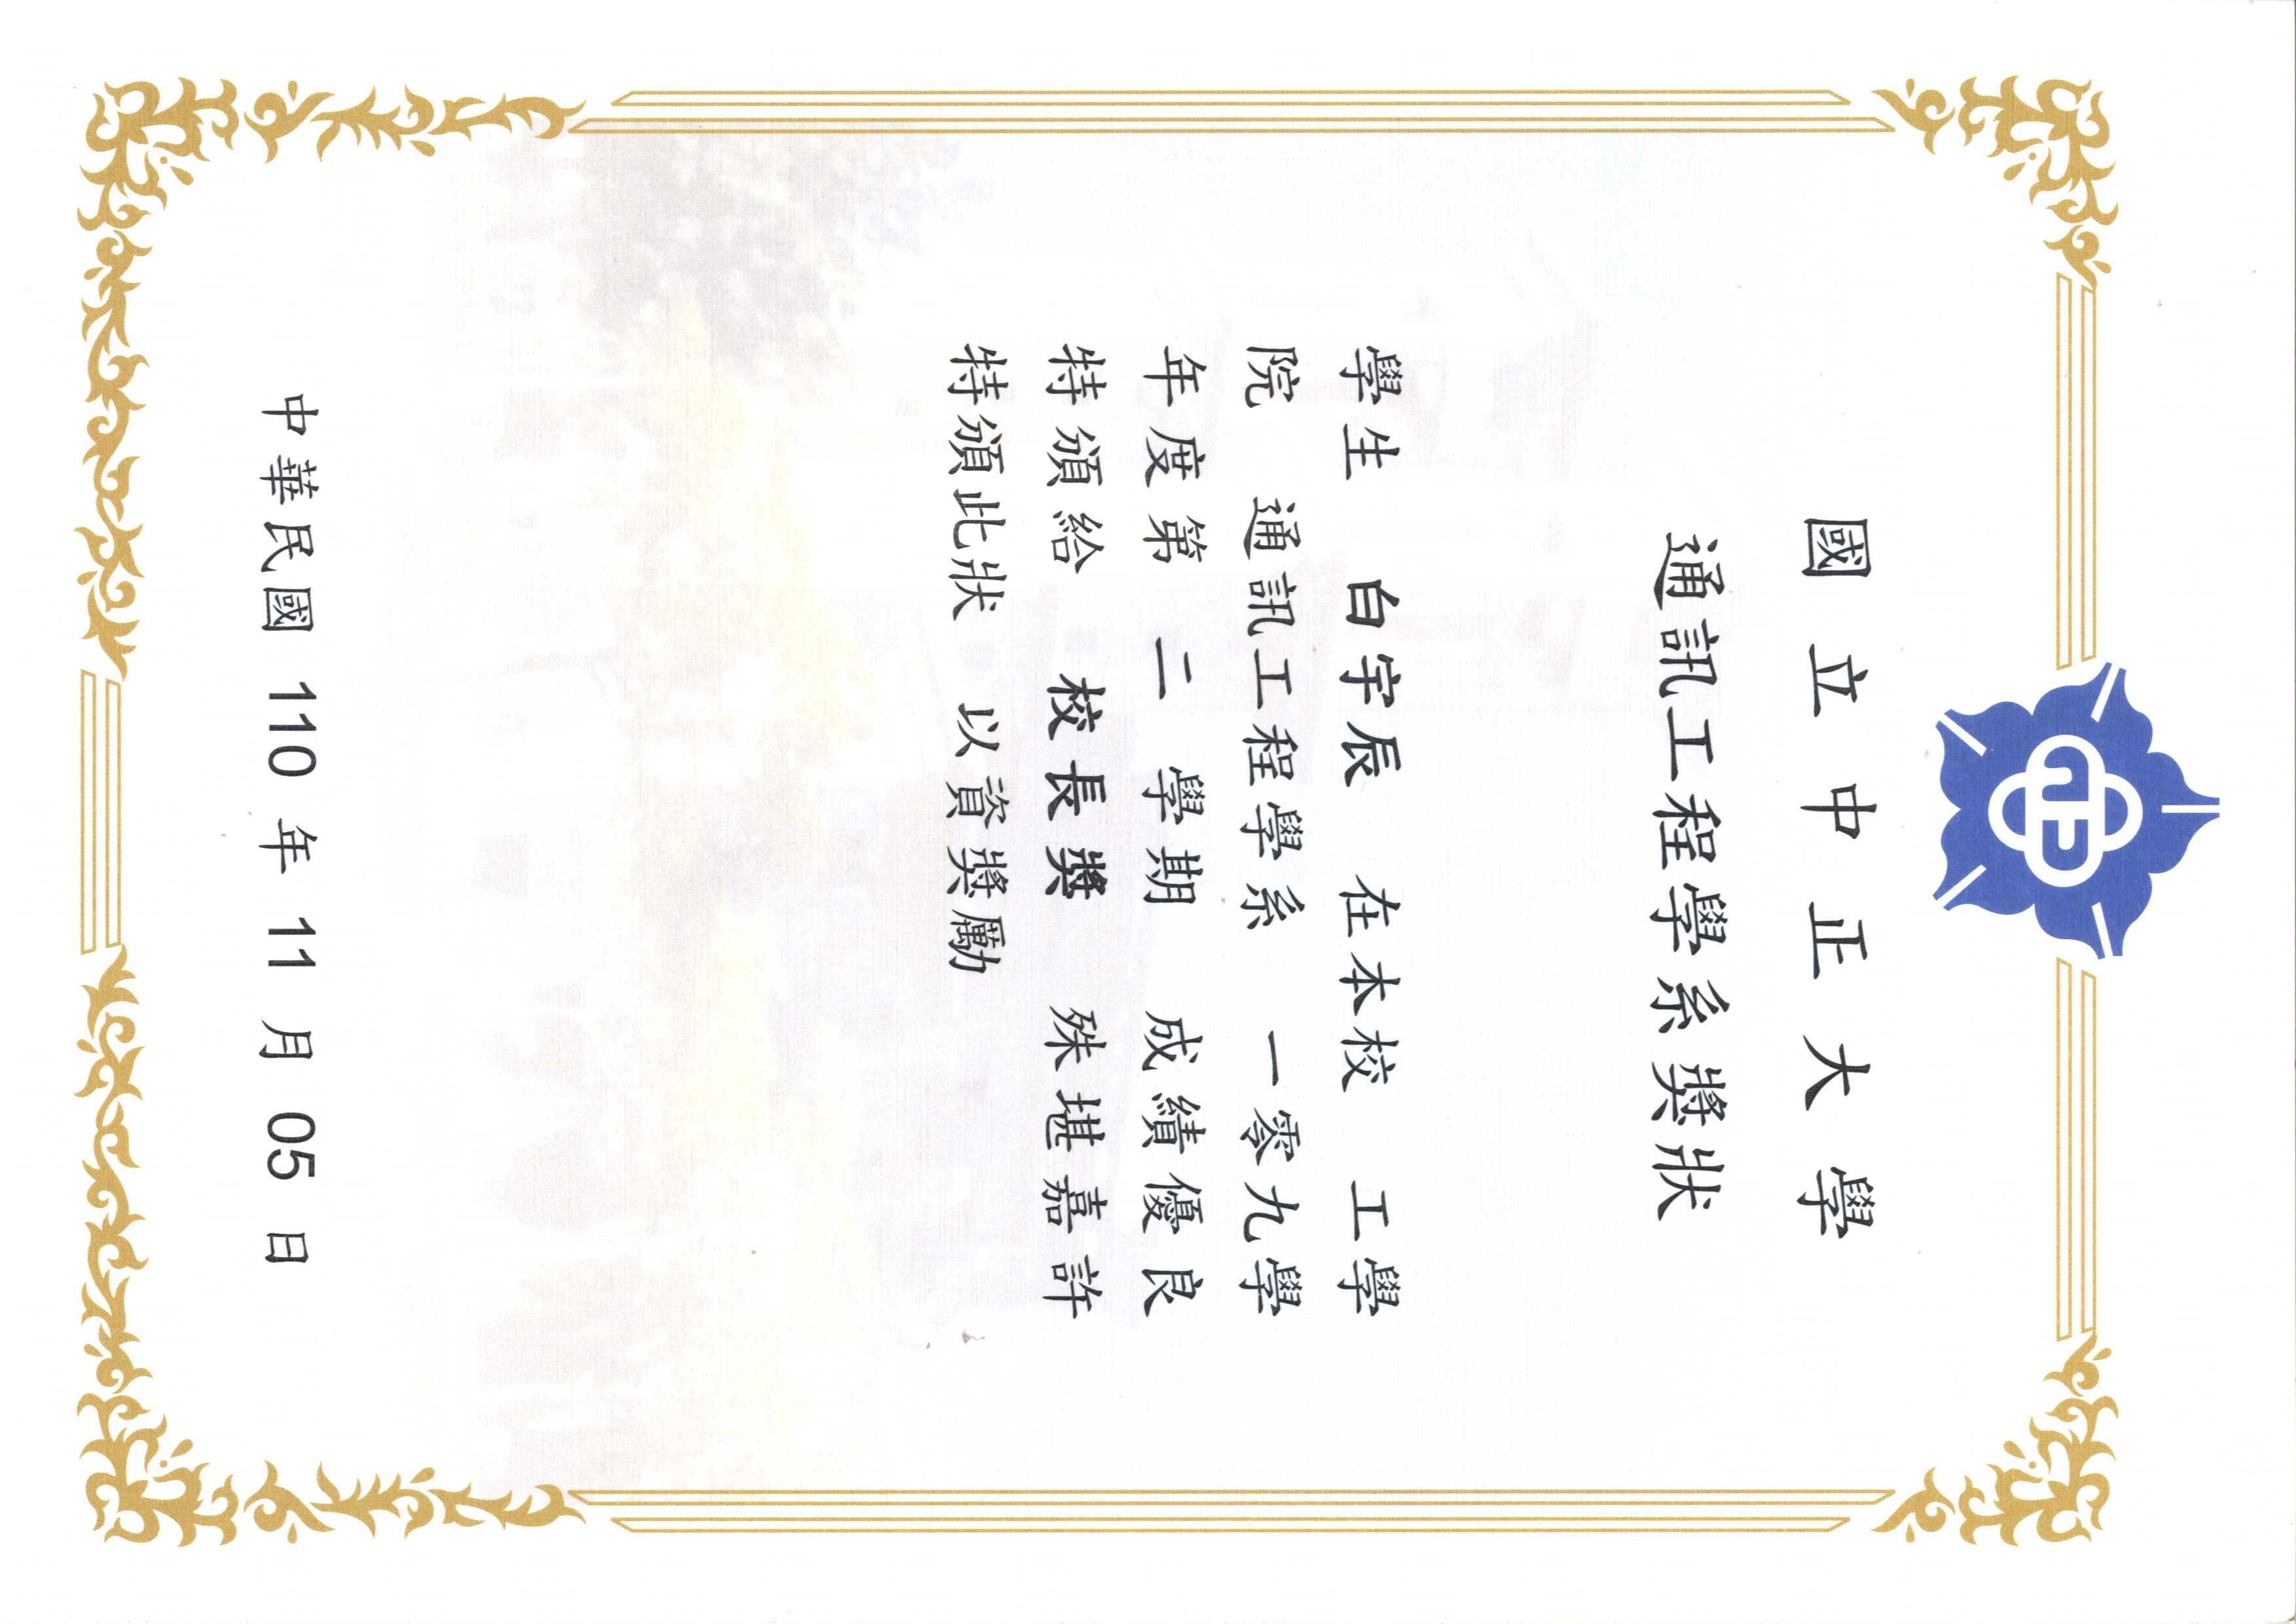 國立中正大學
通訊工程學系獎狀
學生 白宇辰 在本校 工學
院 通訊工程學系 一零九學
年度第 二 學期 成績優良
特頒給 校長獎 殊堪嘉許
特頒此狀 以資獎勵
中華民國 110 年 11 月 05 日